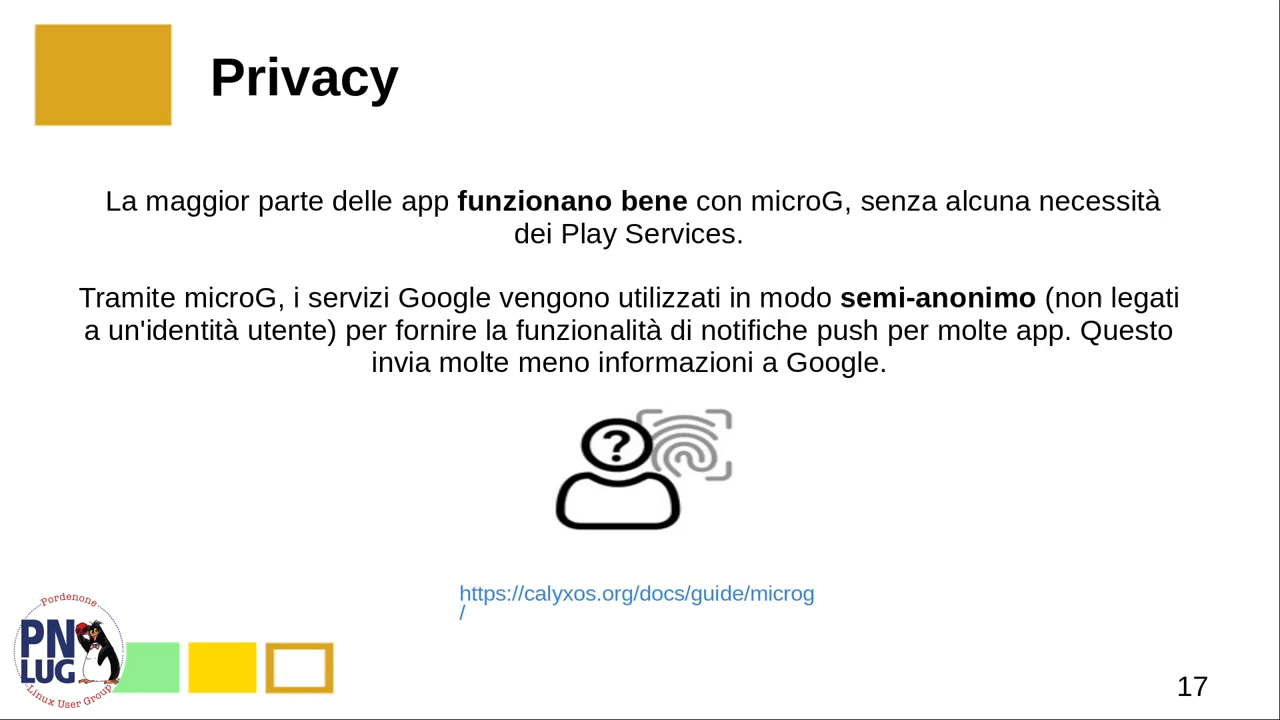 Privacy
La maggior parte delle app funzionano bene con microG, senza alcuna necessità
dei Play Services.
Tramite microG, i servizi Google vengono utilizzati in modo semi-anonimo (non legati
a un'identità utente) per fornire la funzionalità di notifiche push per molte app. Questo
invia molte meno informazioni a Google.
?
https://calyxos.org/docs/guide/microg
/
Pordenone
PN
LUG
Linux User Group
17